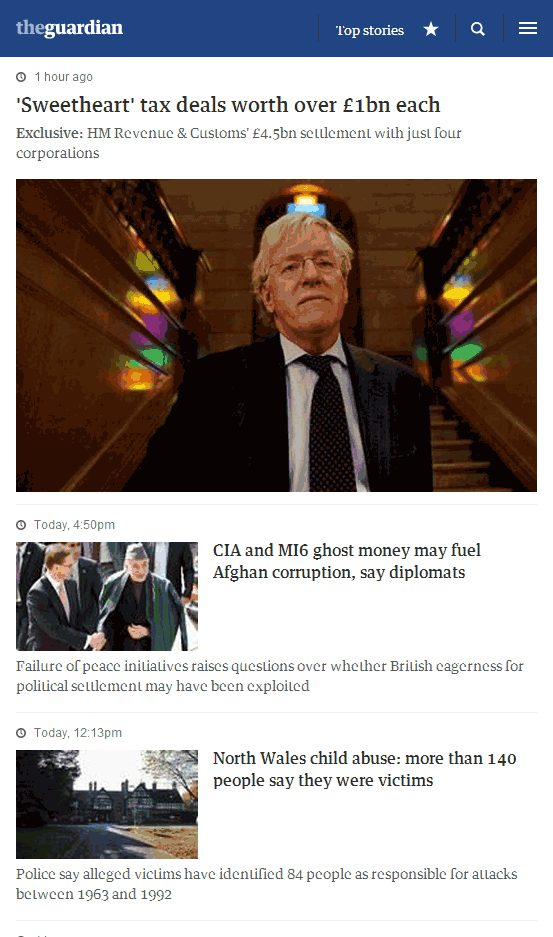 theguardian
Top stories
1 hour ago
'Sweetheart' tax deals worth over £1bn each
Exclusive: HM Revenue & Customs' £4.5bn settlement with just four
corporations
Today, 4:50pm
CIA and MI6 ghost money may fuel
Afghan corruption, say diplomats
Failure of peace initiatives raises questions over whether British eagerness for
political settlement may have been exploited
Today, 12:13pm
North Wales child abuse: more than 140
people say they were victims
Police say alleged victims have identified 84 people as responsible for attacks
between 1963 and 1992